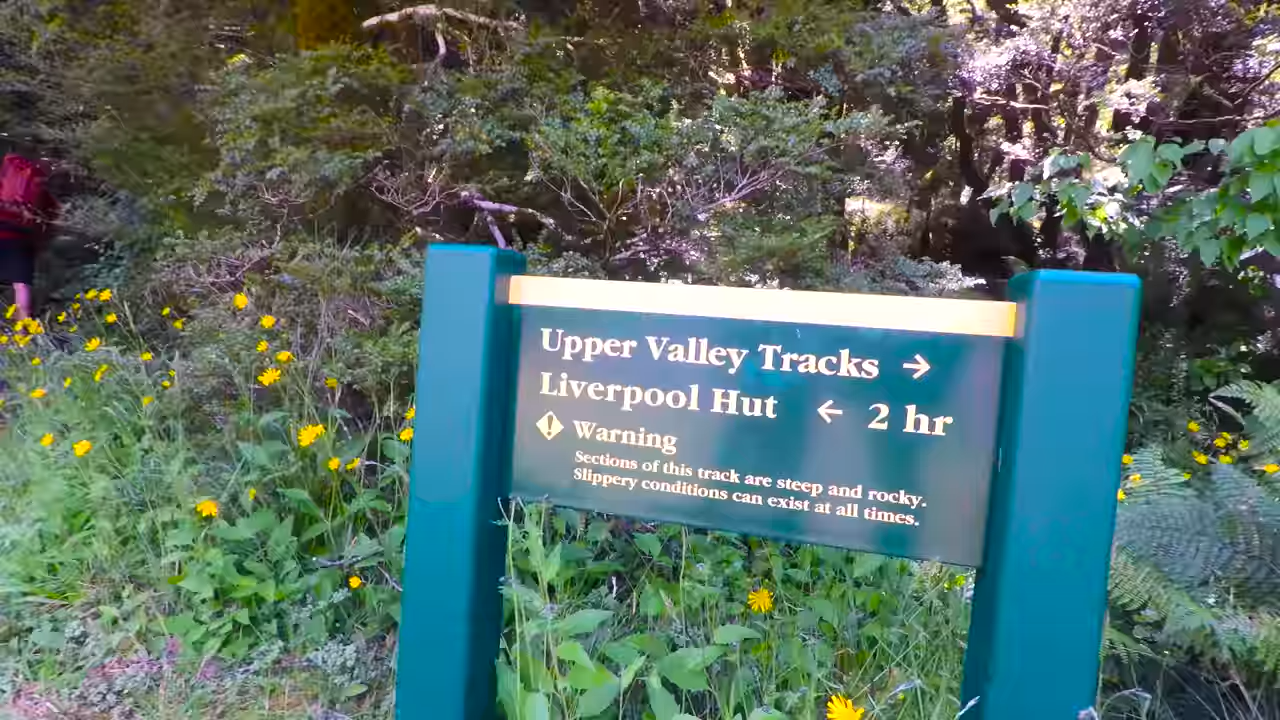 Upper Valley Tracks →
Liverpool Hut ← 2 hr
Warning
Sections of this track are steep and rocky.
Slippery conditions can exist at all times.